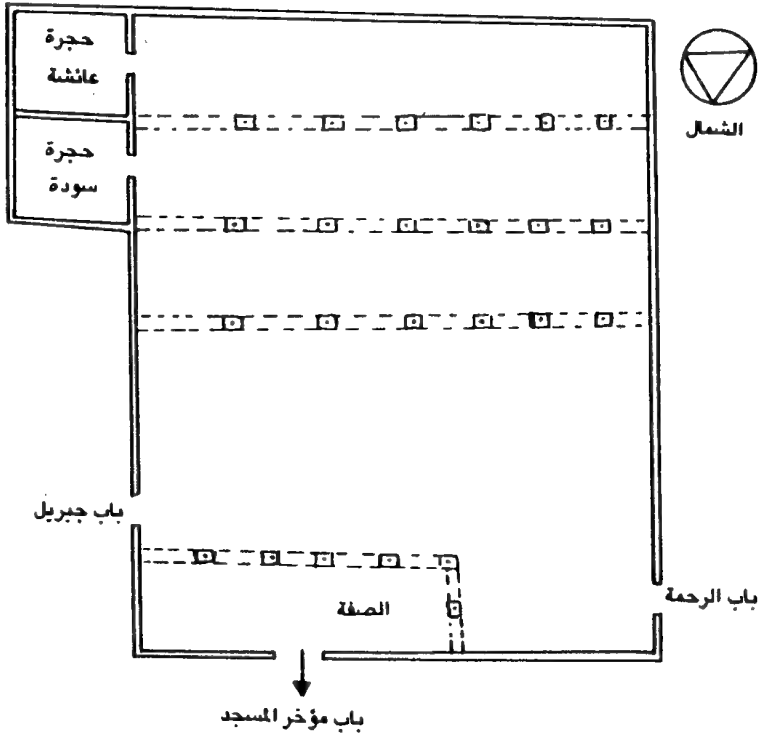 حجرة
عائشة
الشمال
حجرة
سودة
باب جبريل
باب الرحمة
الصفة
باب مؤخر المسجد